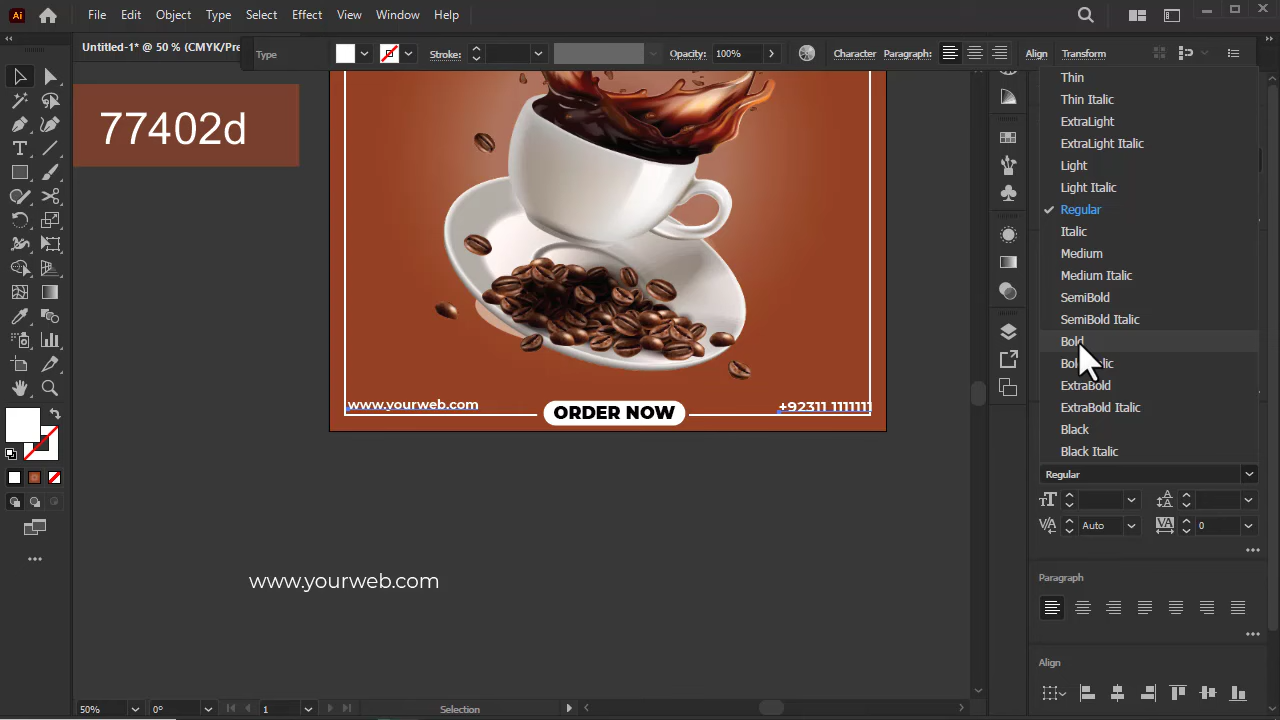 Ai
File Edit Object Type Select Effect View Window Help
Untitled-1* @ 50 % (CMYK/Pre
Type
Stroke:
Opacity: 100%
Character
Paragraph:
Align
Transform
77402d
www.yourweb.com
ORDER NOW
+92311 1111111
www.yourweb.com
Thin
Thin Italic
ExtraLight
ExtraLight Italic
Light
Light Italic
Regular
Italic
Medium
Medium Italic
SemiBold
SemiBold Italic
Bold
ExtraBold
ExtraBold Italic
Black
Black Italic
Regular
Auto
0
Paragraph
Align
50%
0°
1
Selection